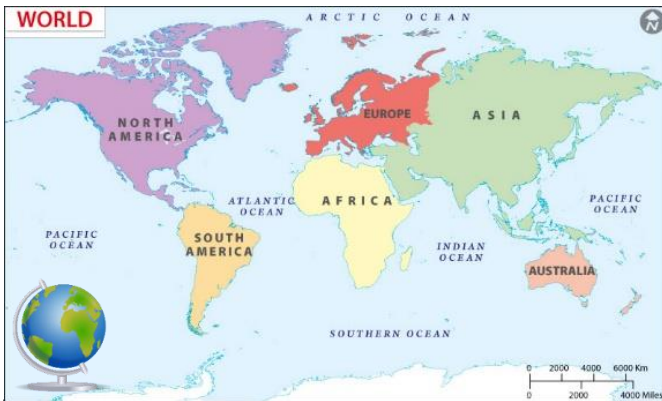 WORLD
ARCTIC OCEAN
N
NORTH
AMERICA
EUROPE
ASIA
ATLANTIC
OCEAN
AFRICA
PACIFIC
OCEAN
PACIFIC
OCEAN
SOUTH
AMERICA
INDIAN
OCEAN
AUSTRALIA
SOUTHERN OCEAN
0 2000 4000 6000 Km
0 2000 4000 Miles